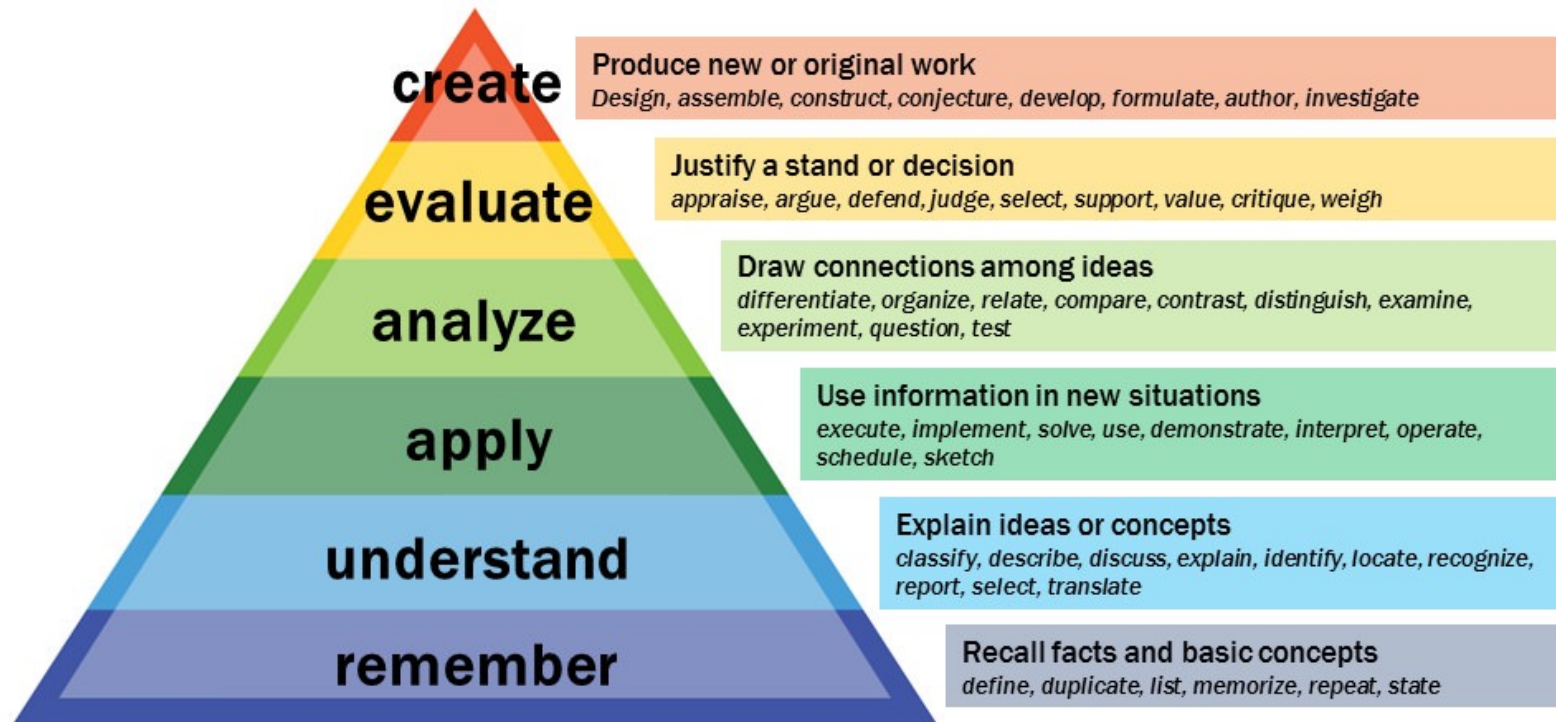 create
Produce new or original work
Design, assemble, construct, conjecture, develop, formulate, author, investigate
evaluate
Justify a stand or decision
appraise, argue, defend, judge, select, support, value, critique, weigh
analyze
Draw connections among ideas
differentiate, organize, relate, compare, contrast, distinguish, examine,
experiment, question, test
apply
Use information in new situations
execute, implement, solve, use, demonstrate, interpret, operate,
schedule, sketch
understand
Explain ideas or concepts
classify, describe, discuss, explain, identify, locate, recognize,
report, select, translate
remember
Recall facts and basic concepts
define, duplicate, list, memorize, repeat, state